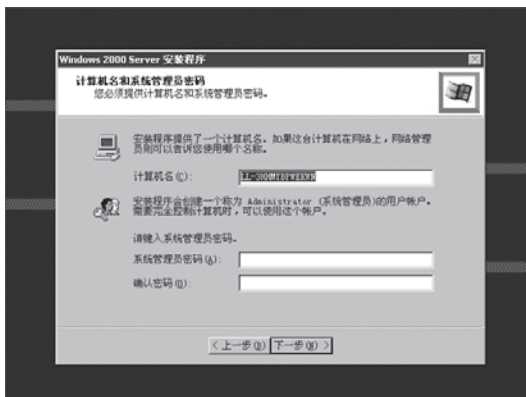 Windows 2000 Server 安装程序
计算机名和系统管理员密码
您必须提供计算机名和系统管理员密码。
安装程序提供了一个计算机名。如果这台计算机在网络上，网络管理
员则可以告诉您使用哪个名称。
计算机名(C):
安装程序会创建一个称为 Administrator (系统管理员)的用户帐户。
需要完全控制计算机时，可以使用这个帐户。
请键入系统管理员密码。
系统管理员密码(A):
确认密码(O):
<上一步(B) 下一步(N) >